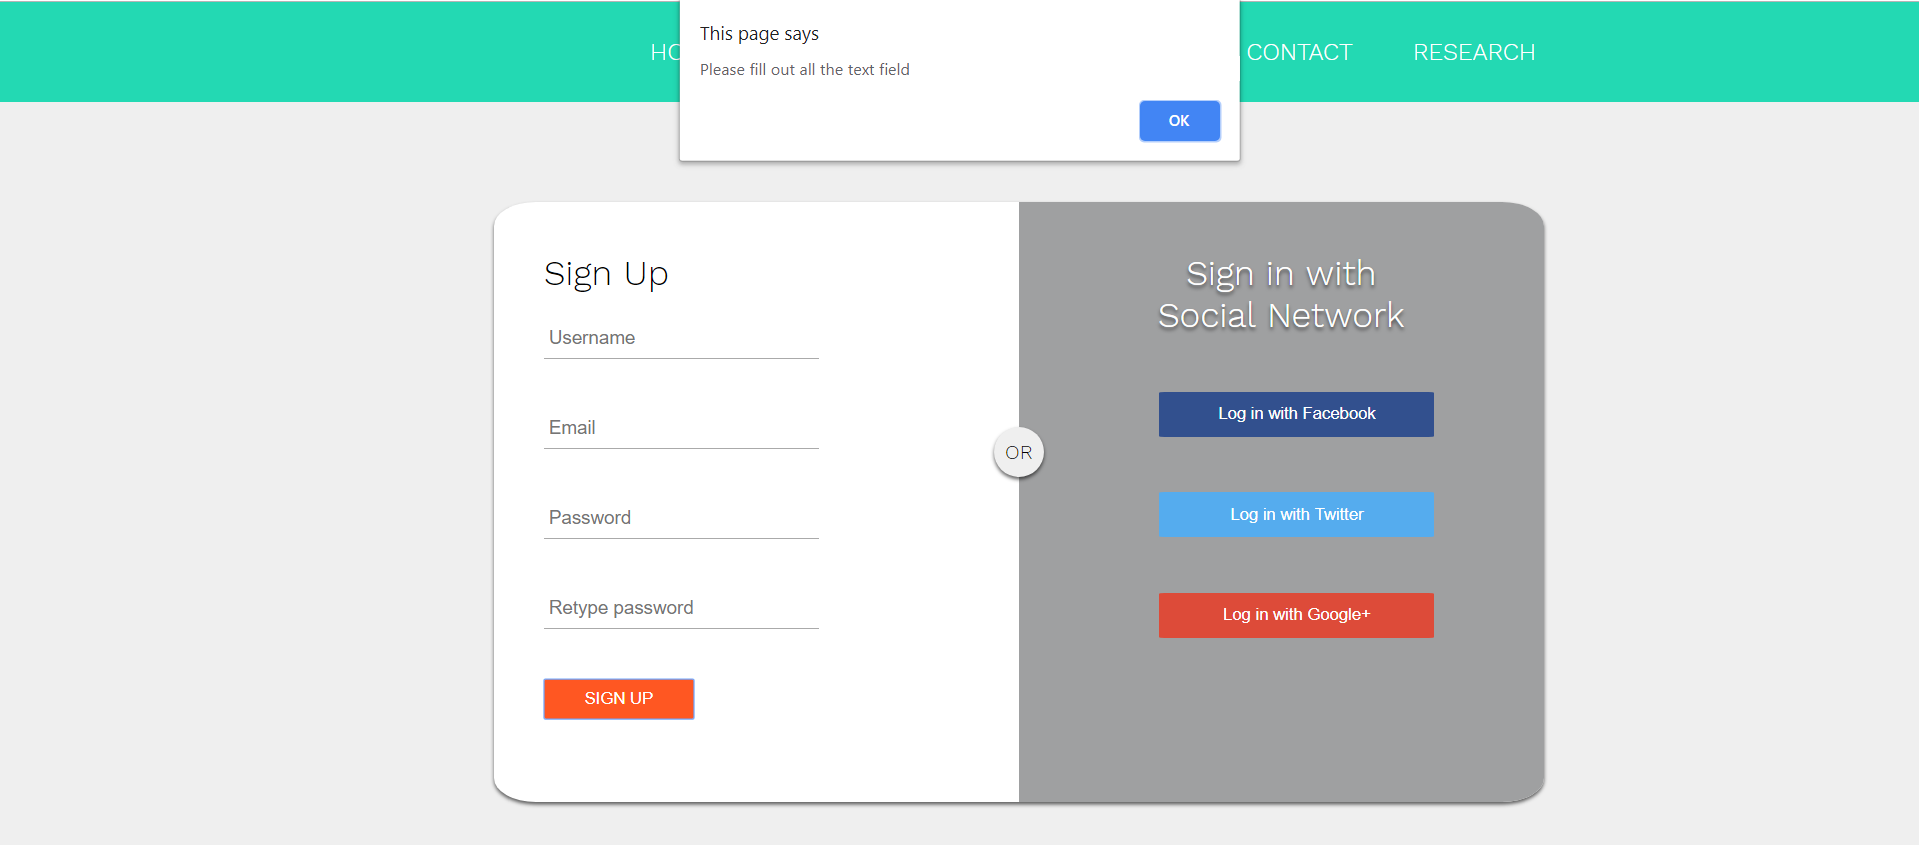 This page says
Please fill out all the text field
OK
CONTACT
RESEARCH
Sign Up
Username
Email
Password
Retype password
SIGN UP
OR
Sign in with
Social Network
Log in with Facebook
Log in with Twitter
Log in with Google+